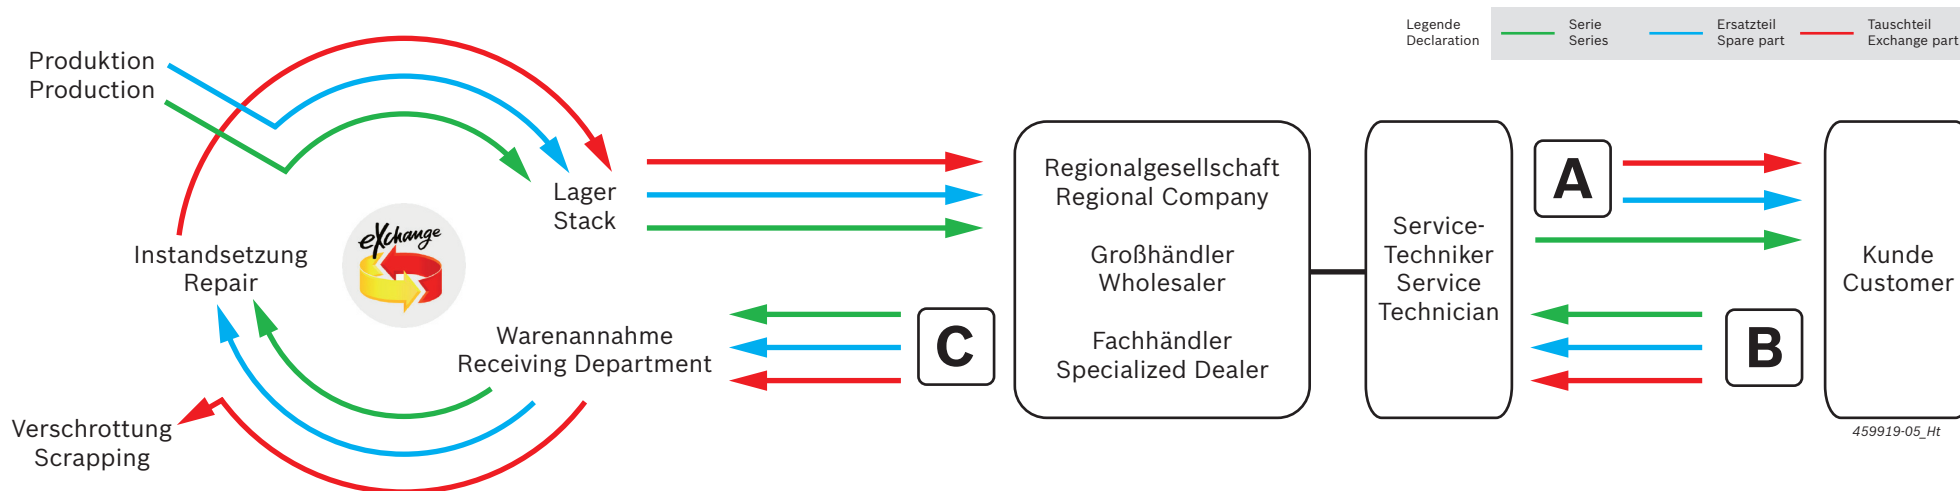 Legende
Declaration
Serie
Series
Ersatzteil
Spare part
Tauschteil
Exchange part
Produktion
Production
Lager
Stack
eXchange
Instandsetzung
Repair
Warenannahme
Receiving Department
Verschrottung
Scrapping
C
Regionalgesellschaft
Regional Company
Großhändler
Wholesaler
Fachhändler
Specialized Dealer
Service-
Techniker
Service
Technician
A
B
Kunde
Customer
459919-05_Ht